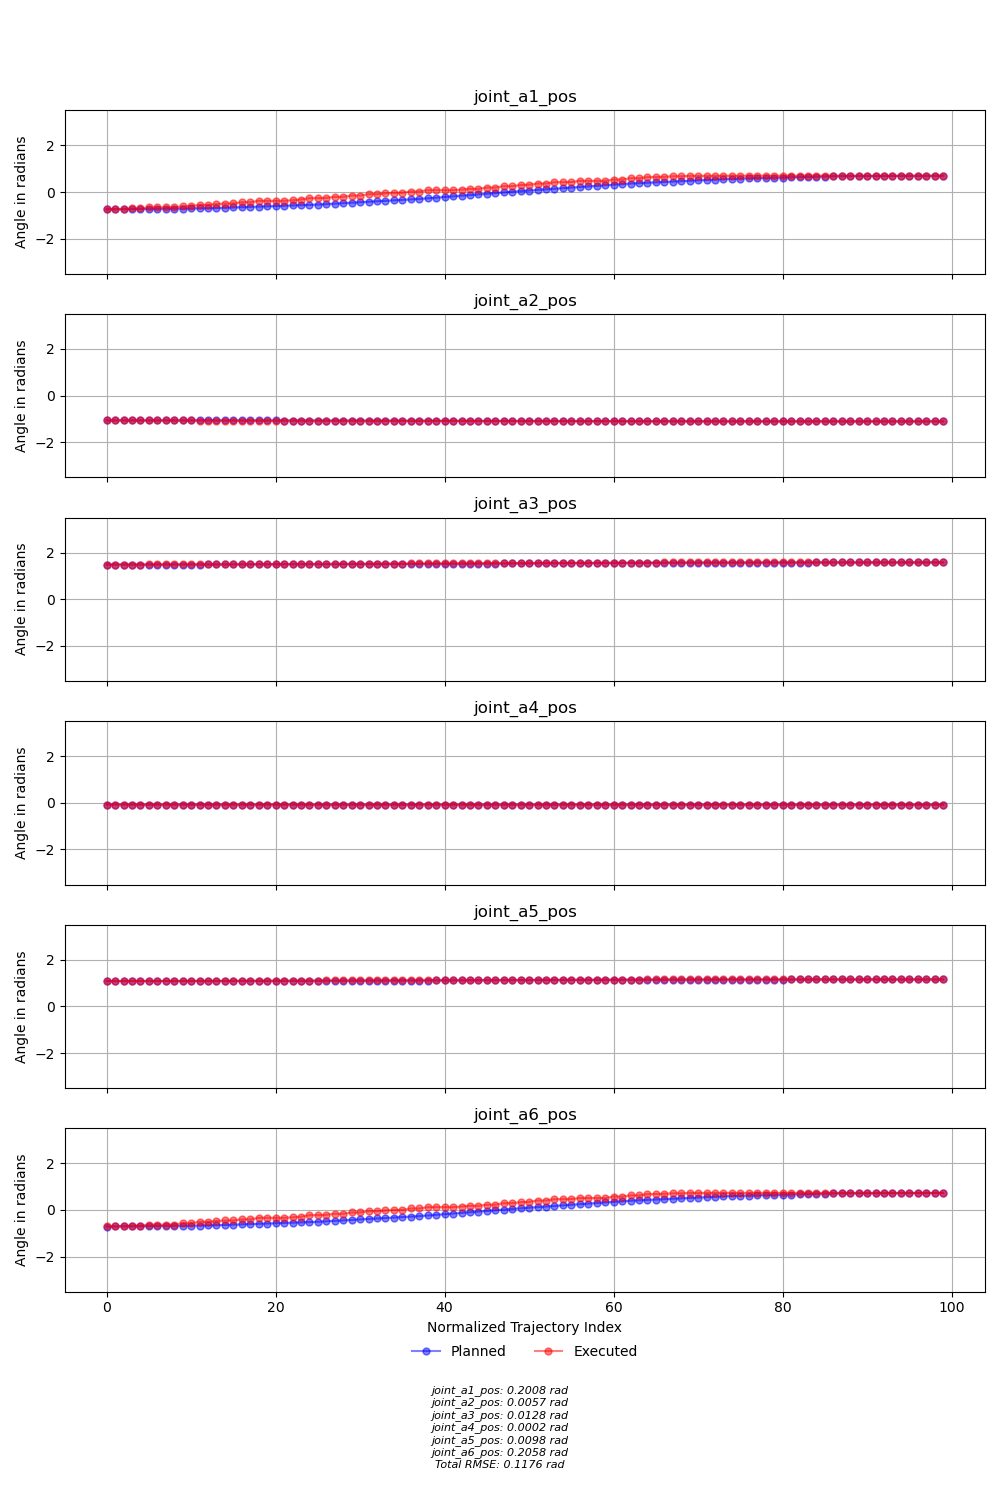 joint_a1_pos
Angle in radians
2
0
−2
joint_a2_pos
Angle in radians
2
0
−2
joint_a3_pos
Angle in radians
2
0
−2
joint_a4_pos
Angle in radians
2
0
−2
joint_a5_pos
Angle in radians
2
0
−2
joint_a6_pos
Angle in radians
2
0
−2
0 20 40 60 80 100
Normalized Trajectory Index
Planned Executed
joint_a1_pos: 0.2008 rad
joint_a2_pos: 0.0057 rad
joint_a3_pos: 0.0128 rad
joint_a4_pos: 0.0002 rad
joint_a5_pos: 0.0098 rad
joint_a6_pos: 0.2058 rad
Total RMSE: 0.1176 rad